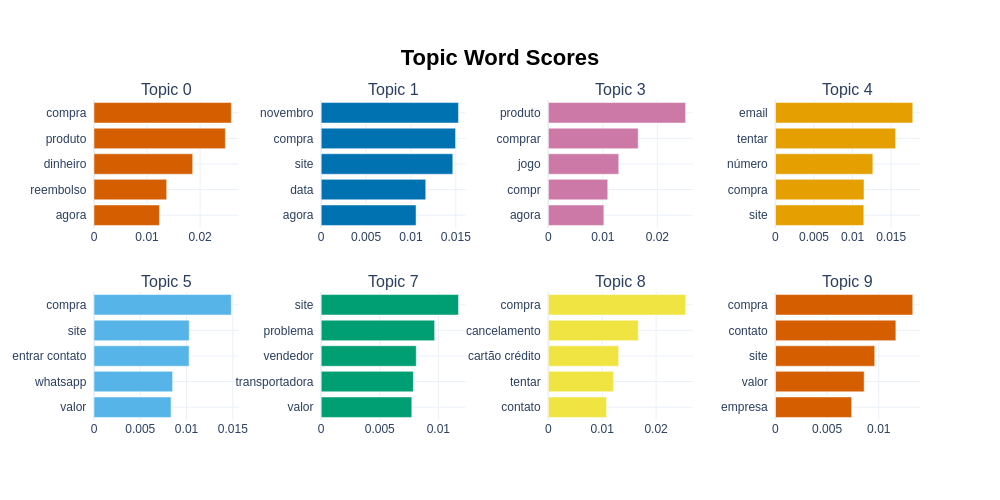 Topic Word Scores
Topic 0
compra
produto
dinheiro
reembolso
agora
0 0.01 0.02
Topic 1
novembro
compra
site
data
agora
0 0.005 0.01 0.015
Topic 3
produto
comprar
jogo
compr
agora
0 0.01 0.02
Topic 4
email
tentar
número
compra
site
0 0.005 0.01 0.015
Topic 5
compra
site
entrar contato
whatsapp
valor
0 0.005 0.01 0.015
Topic 7
site
problema
vendedor
transportadora
valor
0 0.005 0.01
Topic 8
compra
cancelamento
cartão crédito
tentar
contato
0 0.01 0.02
Topic 9
compra
contato
site
valor
empresa
0 0.005 0.01